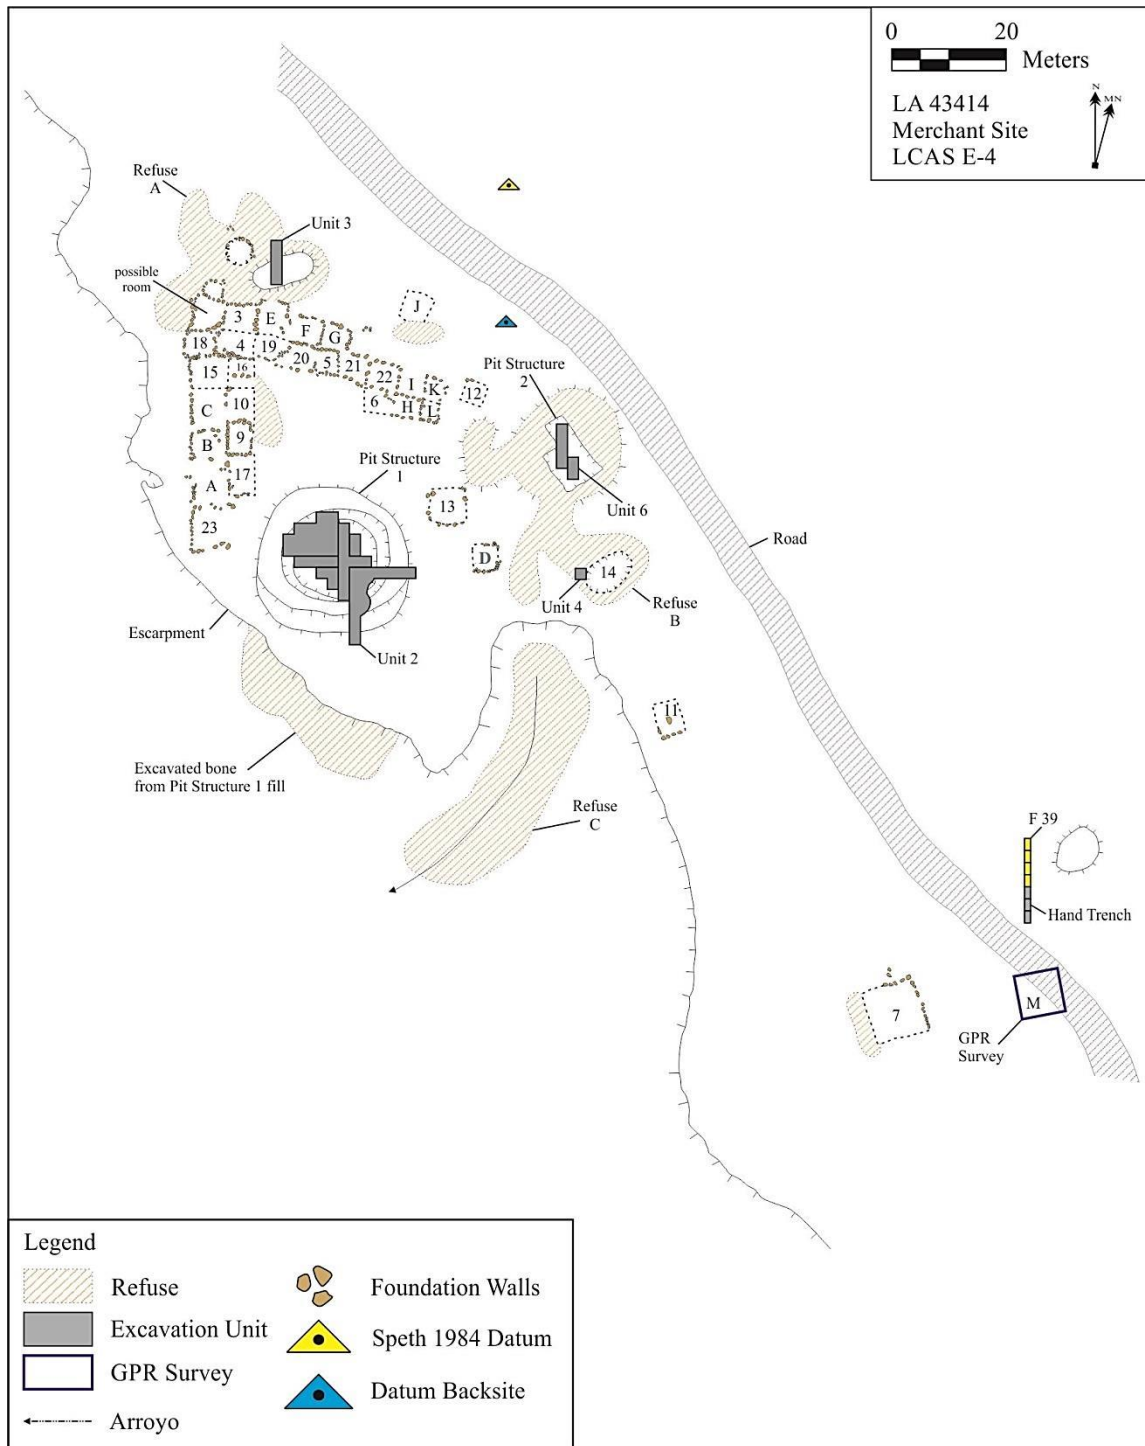 0 20
Meters
LA 43414
Merchant Site
LCAS E-4
N
MN
Refuse
A
Unit 3
possible
room
3
E
F
G
J
18
4
19
20
5
21
22
I
K
12
15
16
6
H
L
C
10
B
9
A
17
23
Pit Structure
2
Pit Structure
1
13
Unit 6
D
14
Unit 4
Refuse
B
Road
Escarpment
Unit 2
11
Excavated bone
from Pit Structure 1 fill
Refuse
C
F 39
Hand Trench
7
M
GPR
Survey
Legend
Refuse
Excavation Unit
GPR Survey
Arroyo
Foundation Walls
Speth 1984 Datum
Datum Backsite